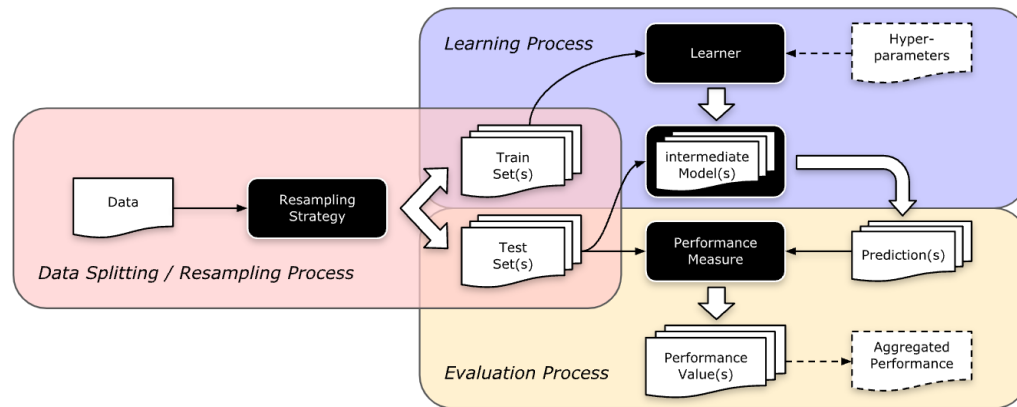 Learning Process
Learner
Hyper-
parameters
Train
Set(s)
intermediate
Model(s)
Data
Resampling
Strategy
Test
Set(s)
Performance
Measure
Prediction(s)
Data Splitting / Resampling Process
Performance
Value(s)
Aggregated
Performance
Evaluation Process